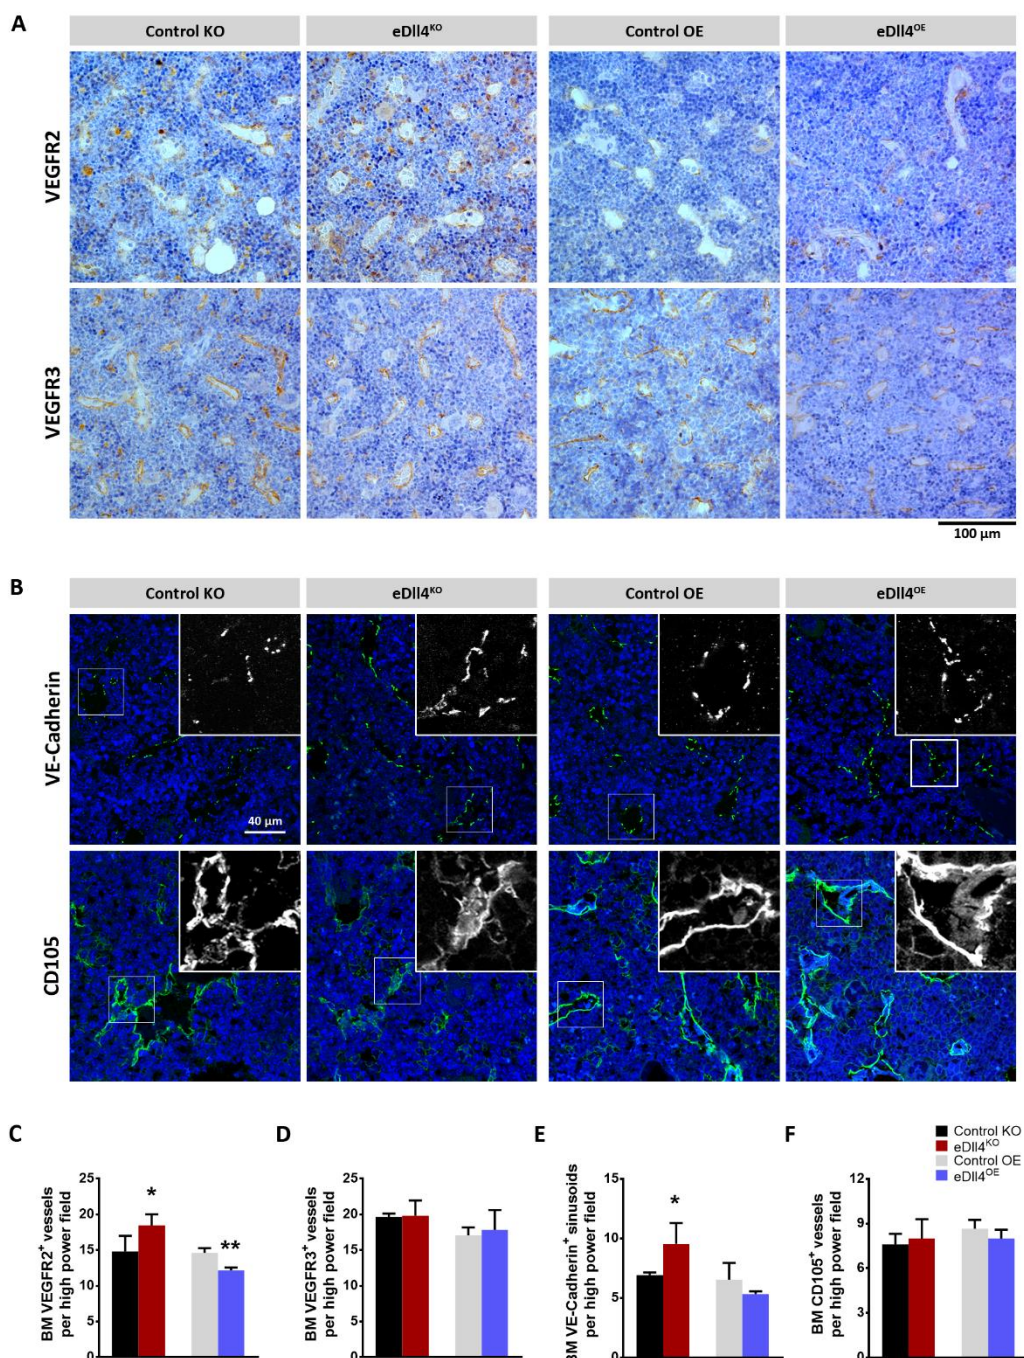 A
Control KO
eDll4KO
Control OE
eDll4OE
VEGFR2
VEGFR3
100 µm
B
Control KO
eDll4KO
Control OE
eDll4OE
VE-Cadherin
40 µm
CD105
C
D
E
F
Control KO
eDll4KO
Control OE
eDll4OE
BM VEGFR2+ vessels
per high power field
25
20
15
10
5
0
*
**
BM VEGFR3+ vessels
per high power field
25
20
15
10
5
0
BM VE-Cadherin+ sinusoids
per high power field
15
10
5
0
*
BM CD105+ vessels
per high power field
12
9
6
3
0